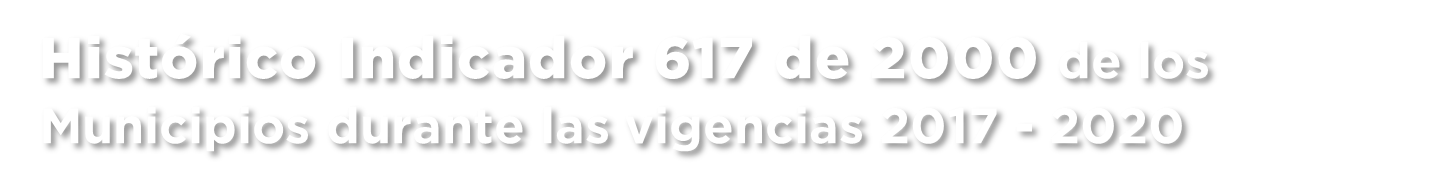 Histórico Indicador 617 de 2000 de los
Municipios durante las vigencias 2017 - 2020